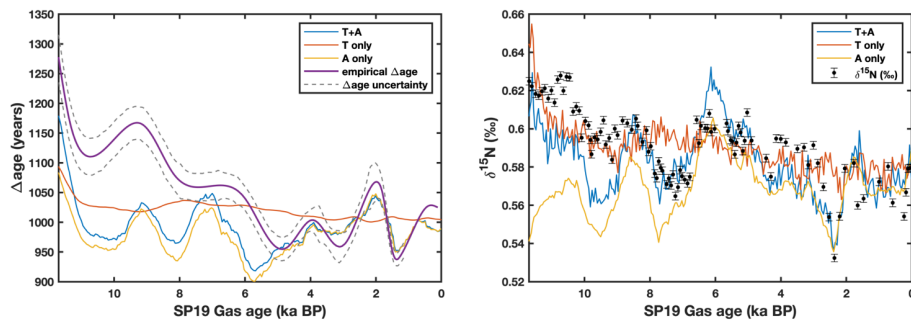 1350
1300
1250
1200
1150
1100
1050
1000
950
900
Δage (years)
10
8
6
4
2
0
SP19 Gas age (ka BP)
T+A
T only
A only
empirical Δage
Δage uncertainty
0.66
0.64
0.62
0.6
0.58
0.56
0.54
0.52
δ15N (‰)
10
8
6
4
2
0
SP19 Gas age (ka BP)
T+A
T only
A only
δ15N (‰)